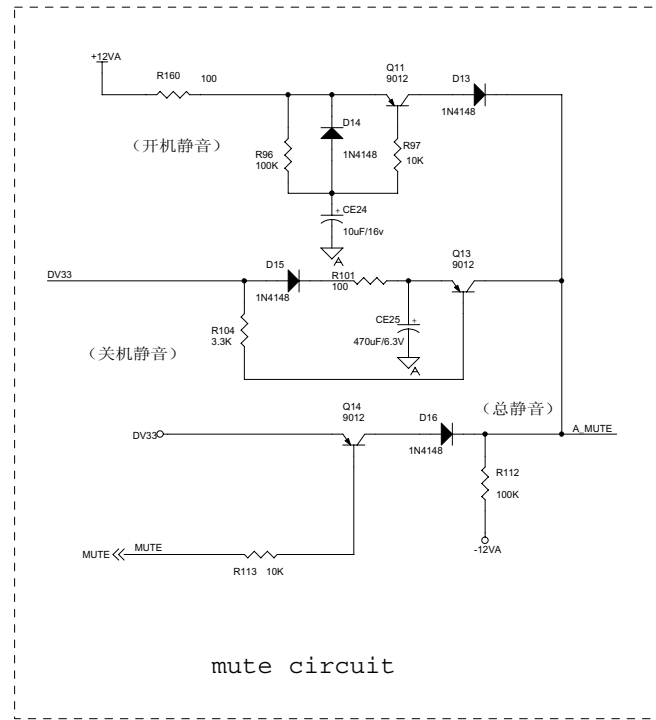 +12VA
R160 100
Q11
9012
D13
1N4148
D14
1N4148
（开机静音）
R96
100K
R97
10K
+ CE24
10uF/16v
A
DV33
D15
1N4148
R101
100
Q13
9012
CE25 +
470uF/6.3V
A
R104
3.3K
（关机静音）
Q14
9012
D16
1N4148
（总静音）
DV33
A_MUTE
R112
100K
-12VA
MUTE
MUTE
R113 10K
mute circuit